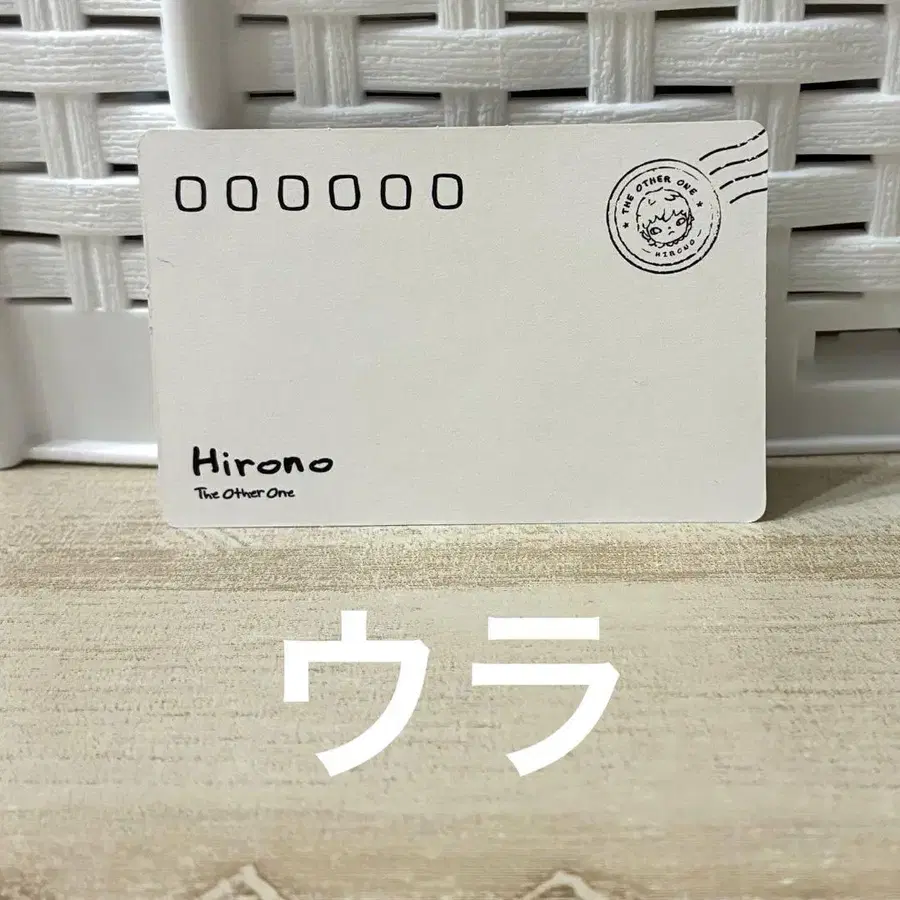 THE OTHER ONE
HIRONO
Hirono
The Other One
ウラ